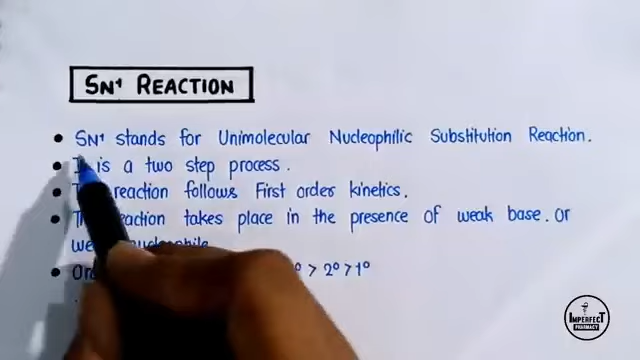 SN¹ REACTION
• SN¹ stands for Unimolecular Nucleophilic Substitution Reaction.
• is a two step process.
• reaction follows First order kinetics.
• reaction takes place in the presence of weak base. or
nucleophile
• > 2° > 1°
IMPERFECT
PHARMACY